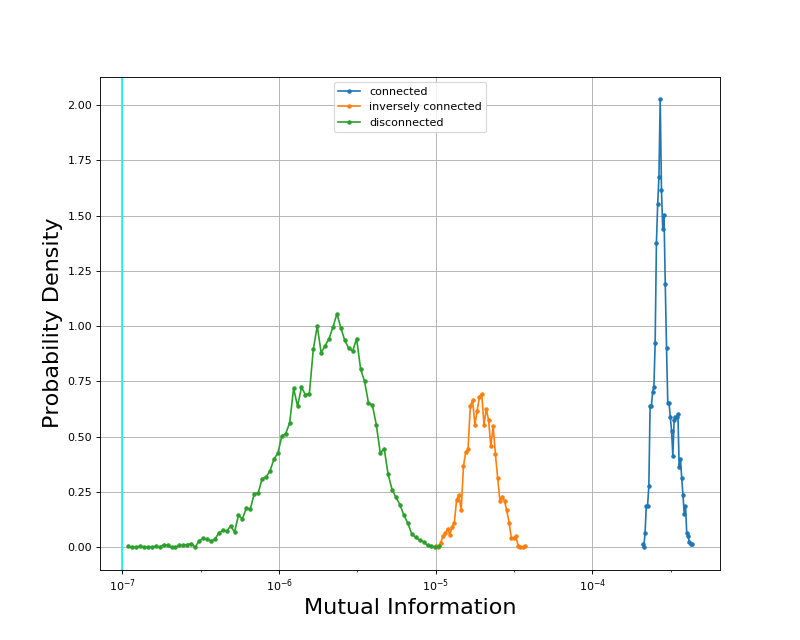 connected
inversely connected
disconnected
2.00
1.75
1.50
1.25
1.00
0.75
0.50
0.25
0.00
Probability Density
10⁻⁷ 10⁻⁶ 10⁻⁵ 10⁻⁴
Mutual Information